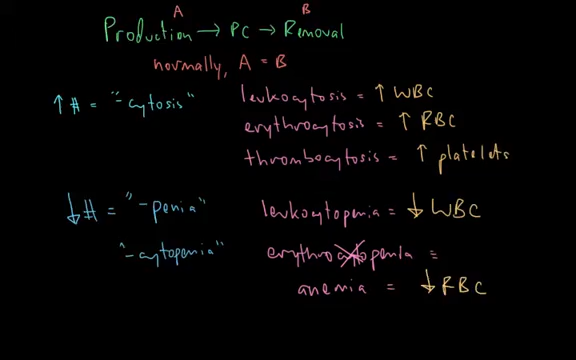 A B
Production → PC → Removal
normally, A = B
↑ # = "-cytosis" leukocytosis = ↑ WBC
erythrocytosis = ↑ RBC
thrombocytosis = ↑ platelets
↓ # = "-penia" leukocytopenia = ↓ WBC
"-cytopenia" erythrocytopenia =
anemia = ↓ RBC